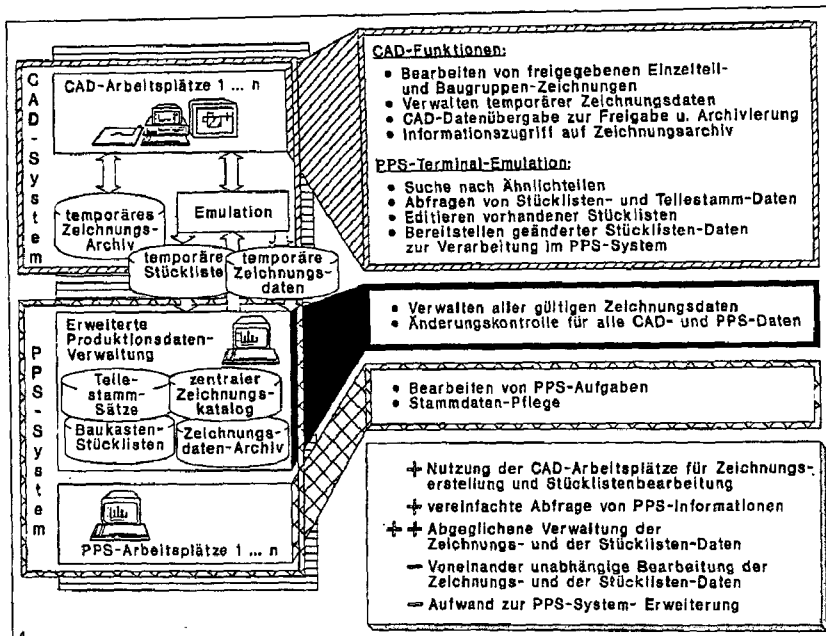 CAD-System
CAD-Arbeitsplätze 1 ... n
temporäres
Zeichnungs-
Archiv
Emulation
temporäre
Stückliste
temporäre
Zeichnungs-
daten
PPS-System
Erweiterte
Produktionsdaten-
Verwaltung
Teile-
stamm-
Sätze
zentraler
Zeichnungs-
katalog
Baukasten-
Stücklisten
Zeichnungs-
daten-Archiv
PPS-Arbeitsplätze 1 ... n
CAD-Funktionen:
• Bearbeiten von freigegebenen Einzelteil-
und Baugruppen-Zeichnungen
• Verwalten temporärer Zeichnungsdaten
• CAD-Datenübergabe zur Freigabe u. Archivierung
• Informationszugriff auf Zeichnungsarchiv
PPS-Terminal-Emulation:
• Suche nach Ähnlichteilen
• Abfragen von Stücklisten- und Teilestamm-Daten
• Editieren vorhandener Stücklisten
• Bereitstellen geänderter Stücklisten-Daten
zur Verarbeitung im PPS-System
• Verwalten aller gültigen Zeichnungsdaten
• Änderungskontrolle für alle CAD- und PPS-Daten
• Bearbeiten von PPS-Aufgaben
• Stammdaten-Pflege
+ Nutzung der CAD-Arbeitsplätze für Zeichnungs-
erstellung und Stücklistenbearbeitung
+ vereinfachte Abfrage von PPS-Informationen
+ + Abgeglichene Verwaltung der
Zeichnungs- und der Stücklisten-Daten
– Voneinander unabhängige Bearbeitung der
Zeichnungs- und der Stücklisten-Daten
– Aufwand zur PPS-System- Erweiterung